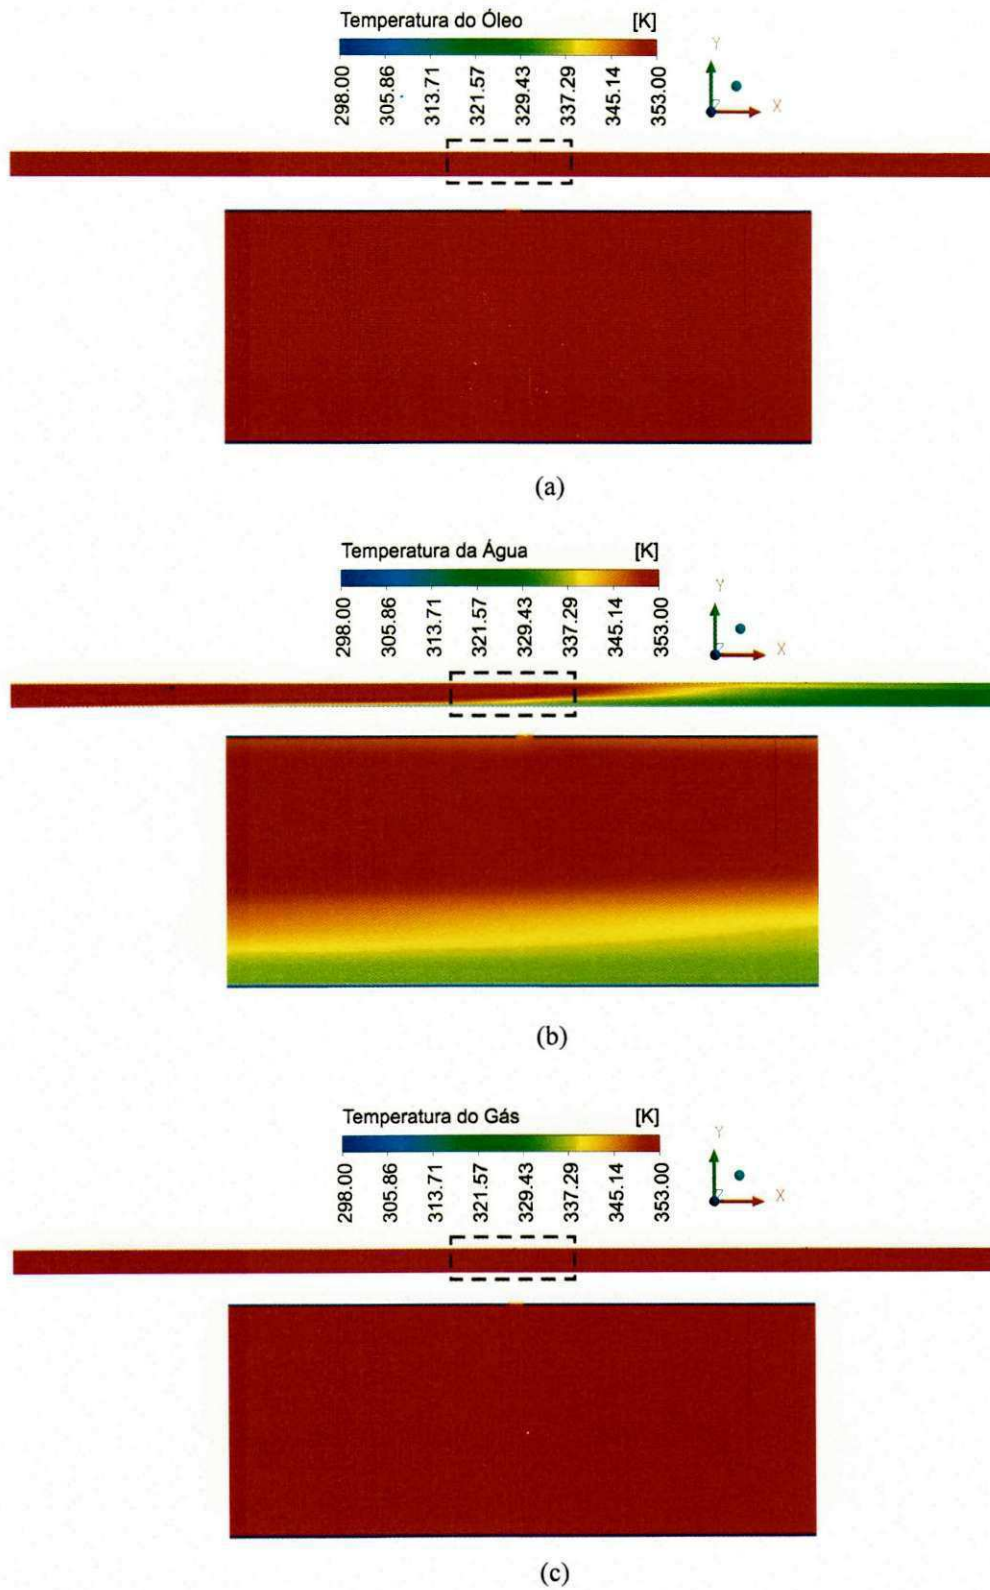 Temperatura do Óleo [K]
298.00 305.86 313.71 321.57 329.43 337.29 345.14 353.00
Y
X
(a)
Temperatura da Água [K]
298.00 305.86 313.71 321.57 329.43 337.29 345.14 353.00
Y
X
(b)
Temperatura do Gás [K]
298.00 305.86 313.71 321.57 329.43 337.29 345.14 353.00
Y
X
(c)